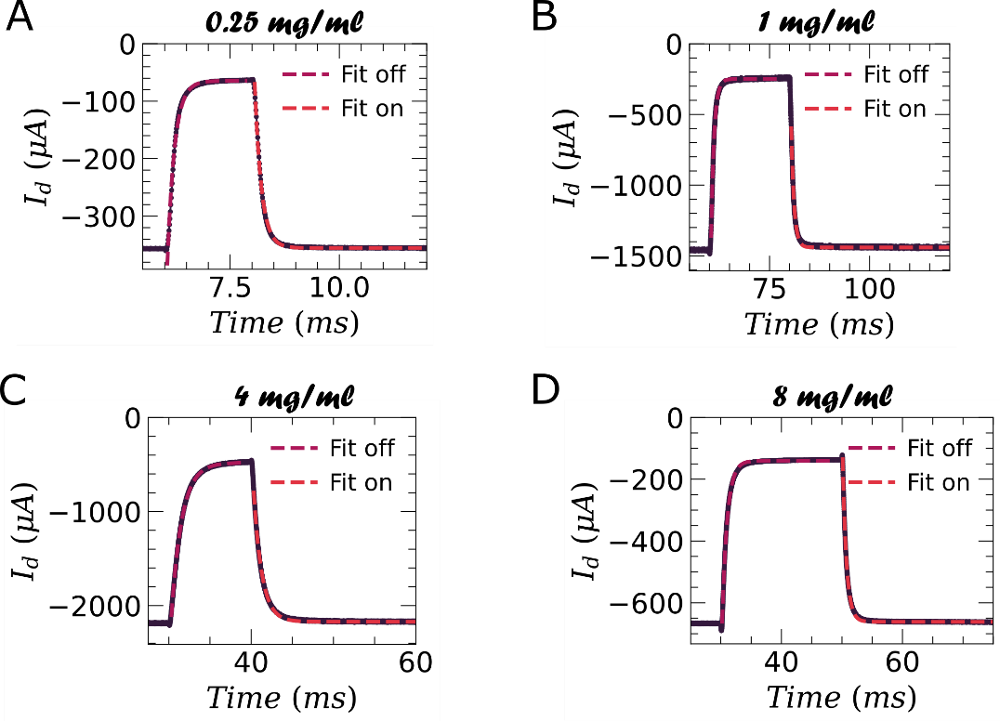 A
0.25 mg/ml
0
−100
−200
−300
I_d (μA)
Fit off
Fit on
7.5 10.0
Time (ms)
B
1 mg/ml
0
−500
−1000
−1500
I_d (μA)
Fit off
Fit on
75 100
Time (ms)
C
4 mg/ml
0
−1000
−2000
I_d (μA)
Fit off
Fit on
40 60
Time (ms)
D
8 mg/ml
0
−200
−400
−600
I_d (μA)
Fit off
Fit on
40 60
Time (ms)